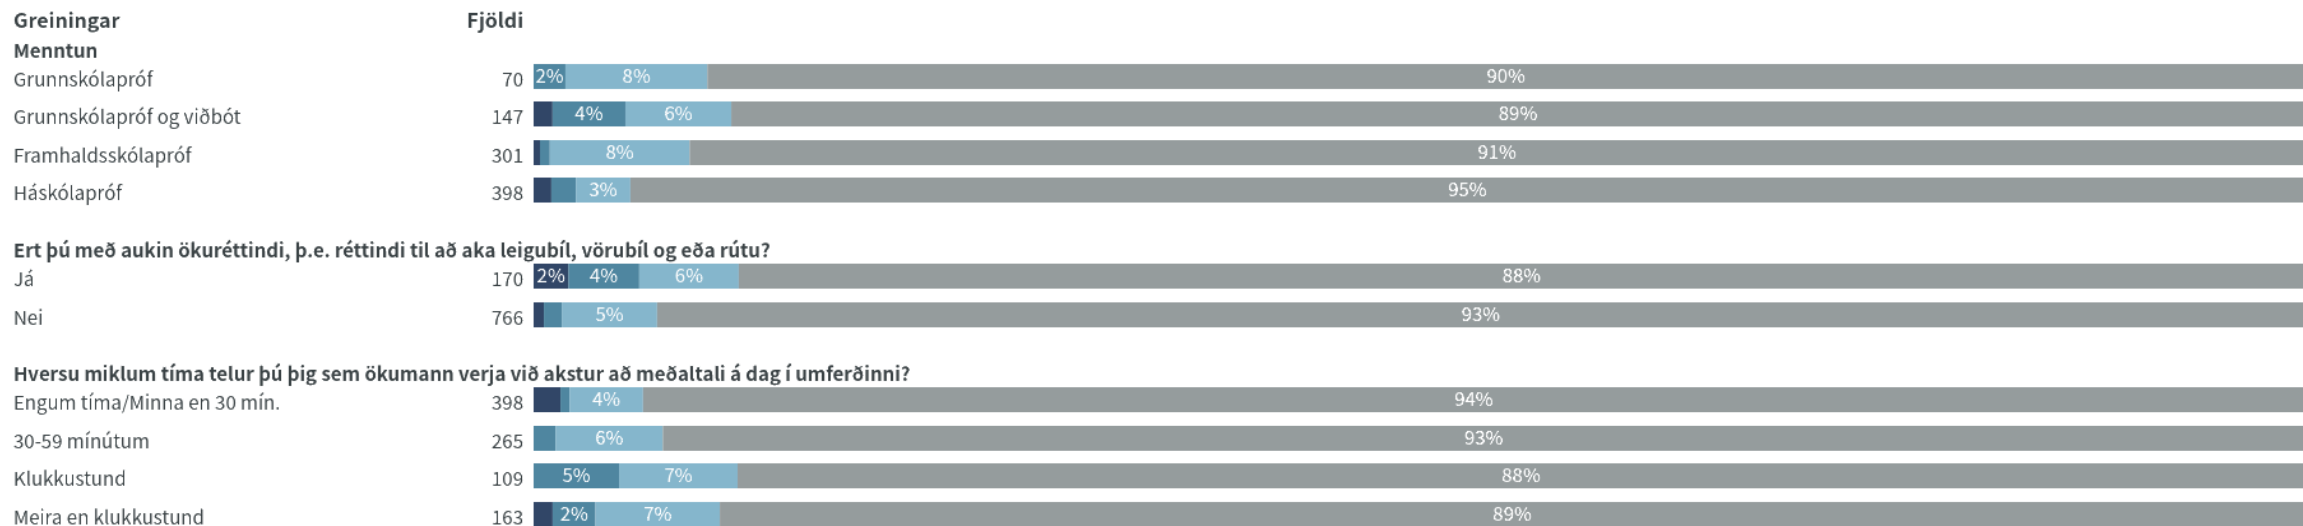 Greiningar Fjöldi
Menntun
Grunnskólapróf 70 2% 8% 90%
Grunnskólapróf og viðbót 147 4% 6% 89%
Framhaldsskólapróf 301 8% 91%
Háskólapróf 398 3% 95%
Ert þú með aukin ökuréttindi, þ.e. réttindi til að aka leigubíl, vörubíl og eða rútu?
Já 170 2% 4% 6% 88%
Nei 766 5% 93%
Hversu miklum tíma telur þú þig sem ökumann verja við akstur að meðaltali á dag í umferðinni?
Engum tíma/Minna en 30 mín. 398 4% 94%
30-59 mínútum 265 6% 93%
Klukkustund 109 5% 7% 88%
Meira en klukkustund 163 2% 7% 89%